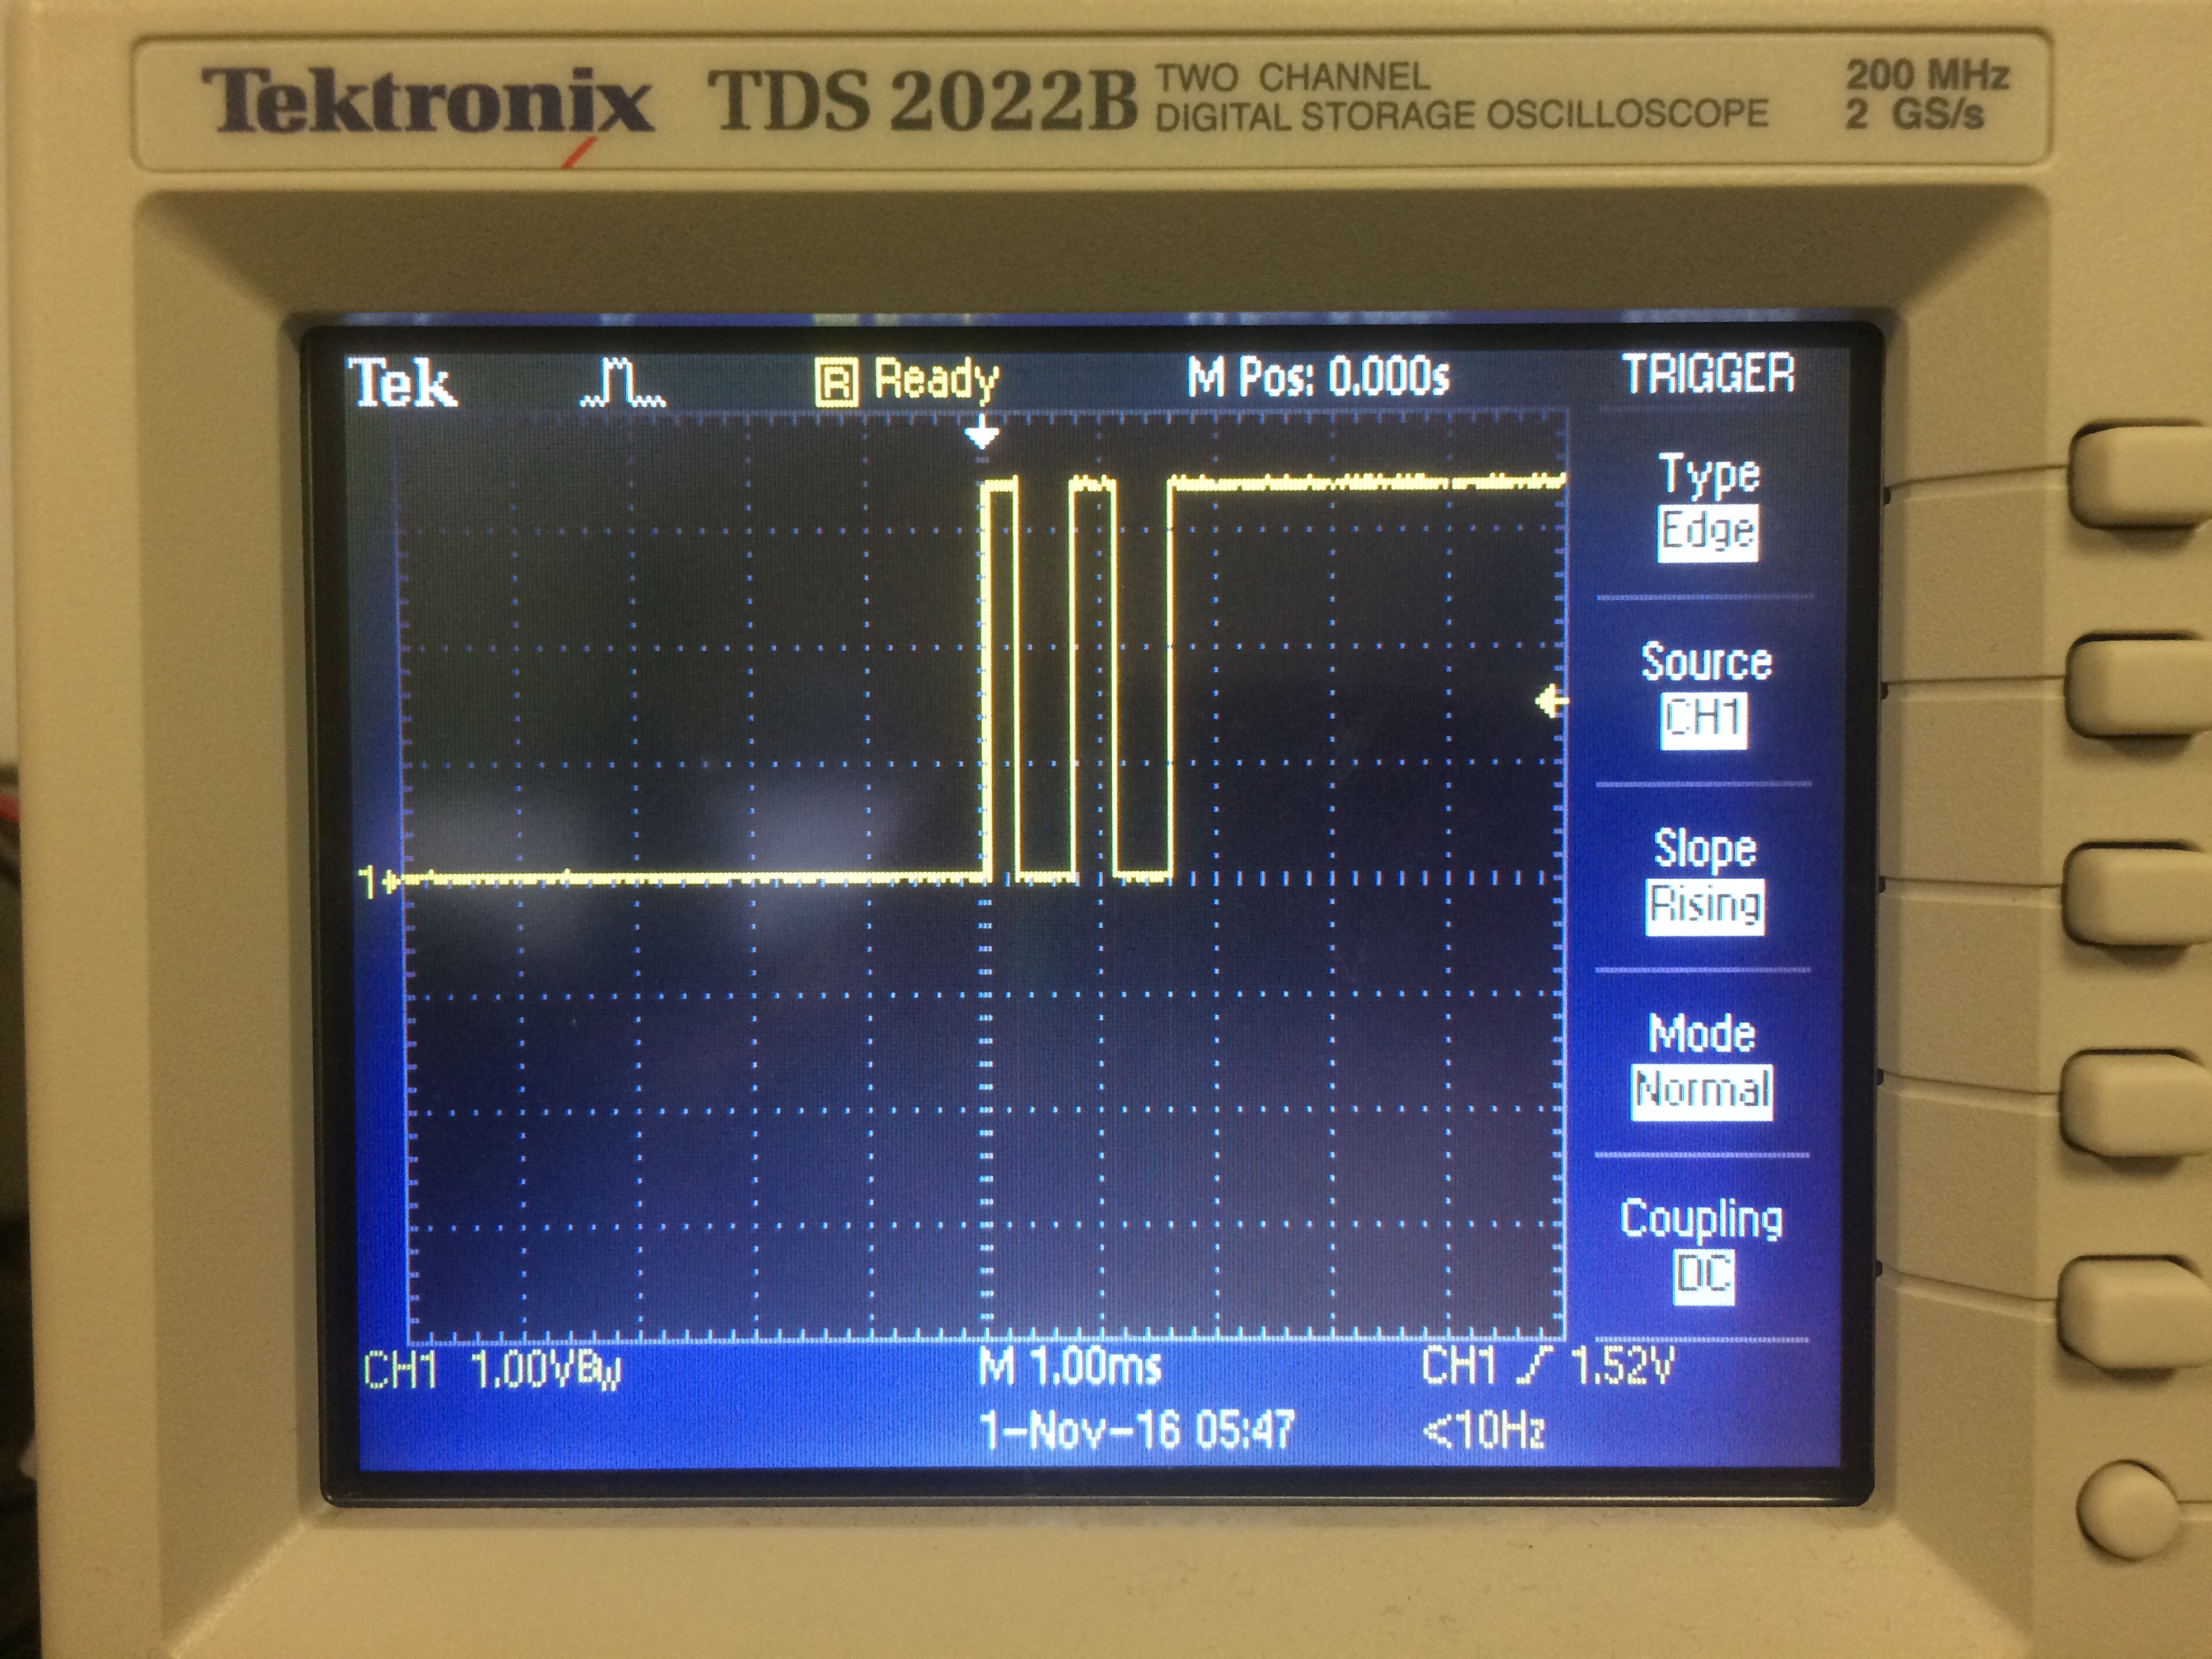 Tektronix TDS 2022B TWO CHANNEL DIGITAL STORAGE OSCILLOSCOPE 200 MHz 2 GS/s
Tek R Ready M Pos: 0.000s TRIGGER
Type
Edge
Source
CH1
Slope
Rising
Mode
Normal
Coupling
DC
1
CH1 1.00VBw M 1.00ms CH1 1.52V
1-Nov-16 05:47 <10Hz